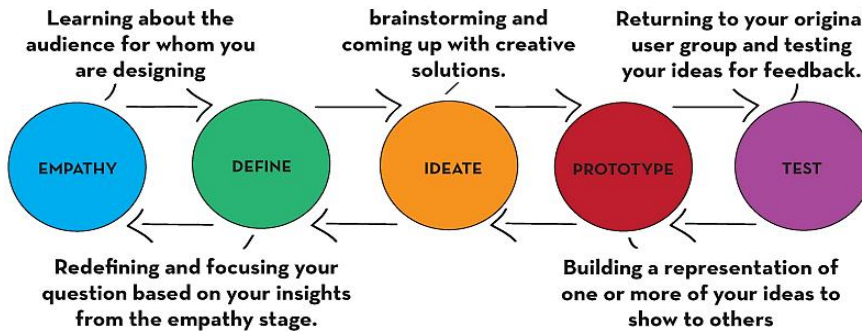 Learning about the
audience for whom you
are designing
brainstorming and
coming up with creative
solutions.
Returning to your original
user group and testing
your ideas for feedback.
EMPATHY
DEFINE
IDEATE
PROTOTYPE
TEST
Redefining and focusing your
question based on your insights
from the empathy stage.
Building a representation of
one or more of your ideas to
show to others